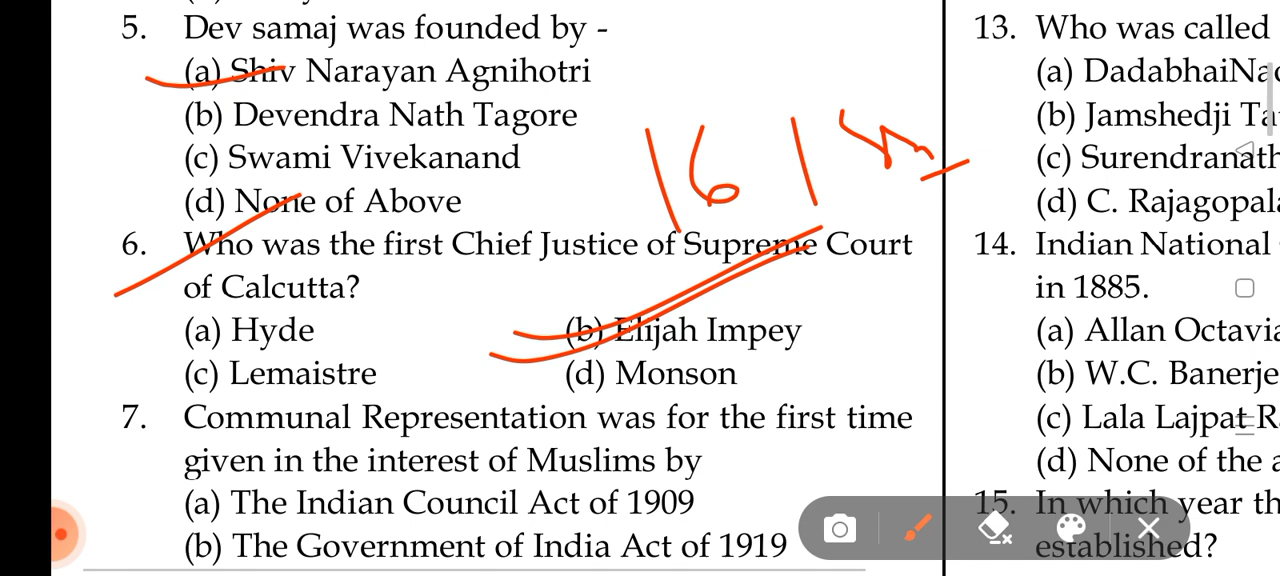 5. Dev samaj was founded by -
(a) Shiv Narayan Agnihotri
(b) Devendra Nath Tagore
(c) Swami Vivekanand
(d) None of Above
6. Who was the first Chief Justice of Supreme Court
of Calcutta?
(a) Hyde (b) Elijah Impey
(c) Lemaistre (d) Monson
7. Communal Representation was for the first time
given in the interest of Muslims by
(a) The Indian Council Act of 1909
(b) The Government of India Act of 1919
16
13. Who was called
(a) DadabhaiNao
(b) Jamshedji Ta
(c) Surendranath
(d) C. Rajagopala
14. Indian National
in 1885.
(a) Allan Octavia
(b) W.C. Banerje
(c) Lala Lajpat R
(d) None of the a
15. In which year th
established?